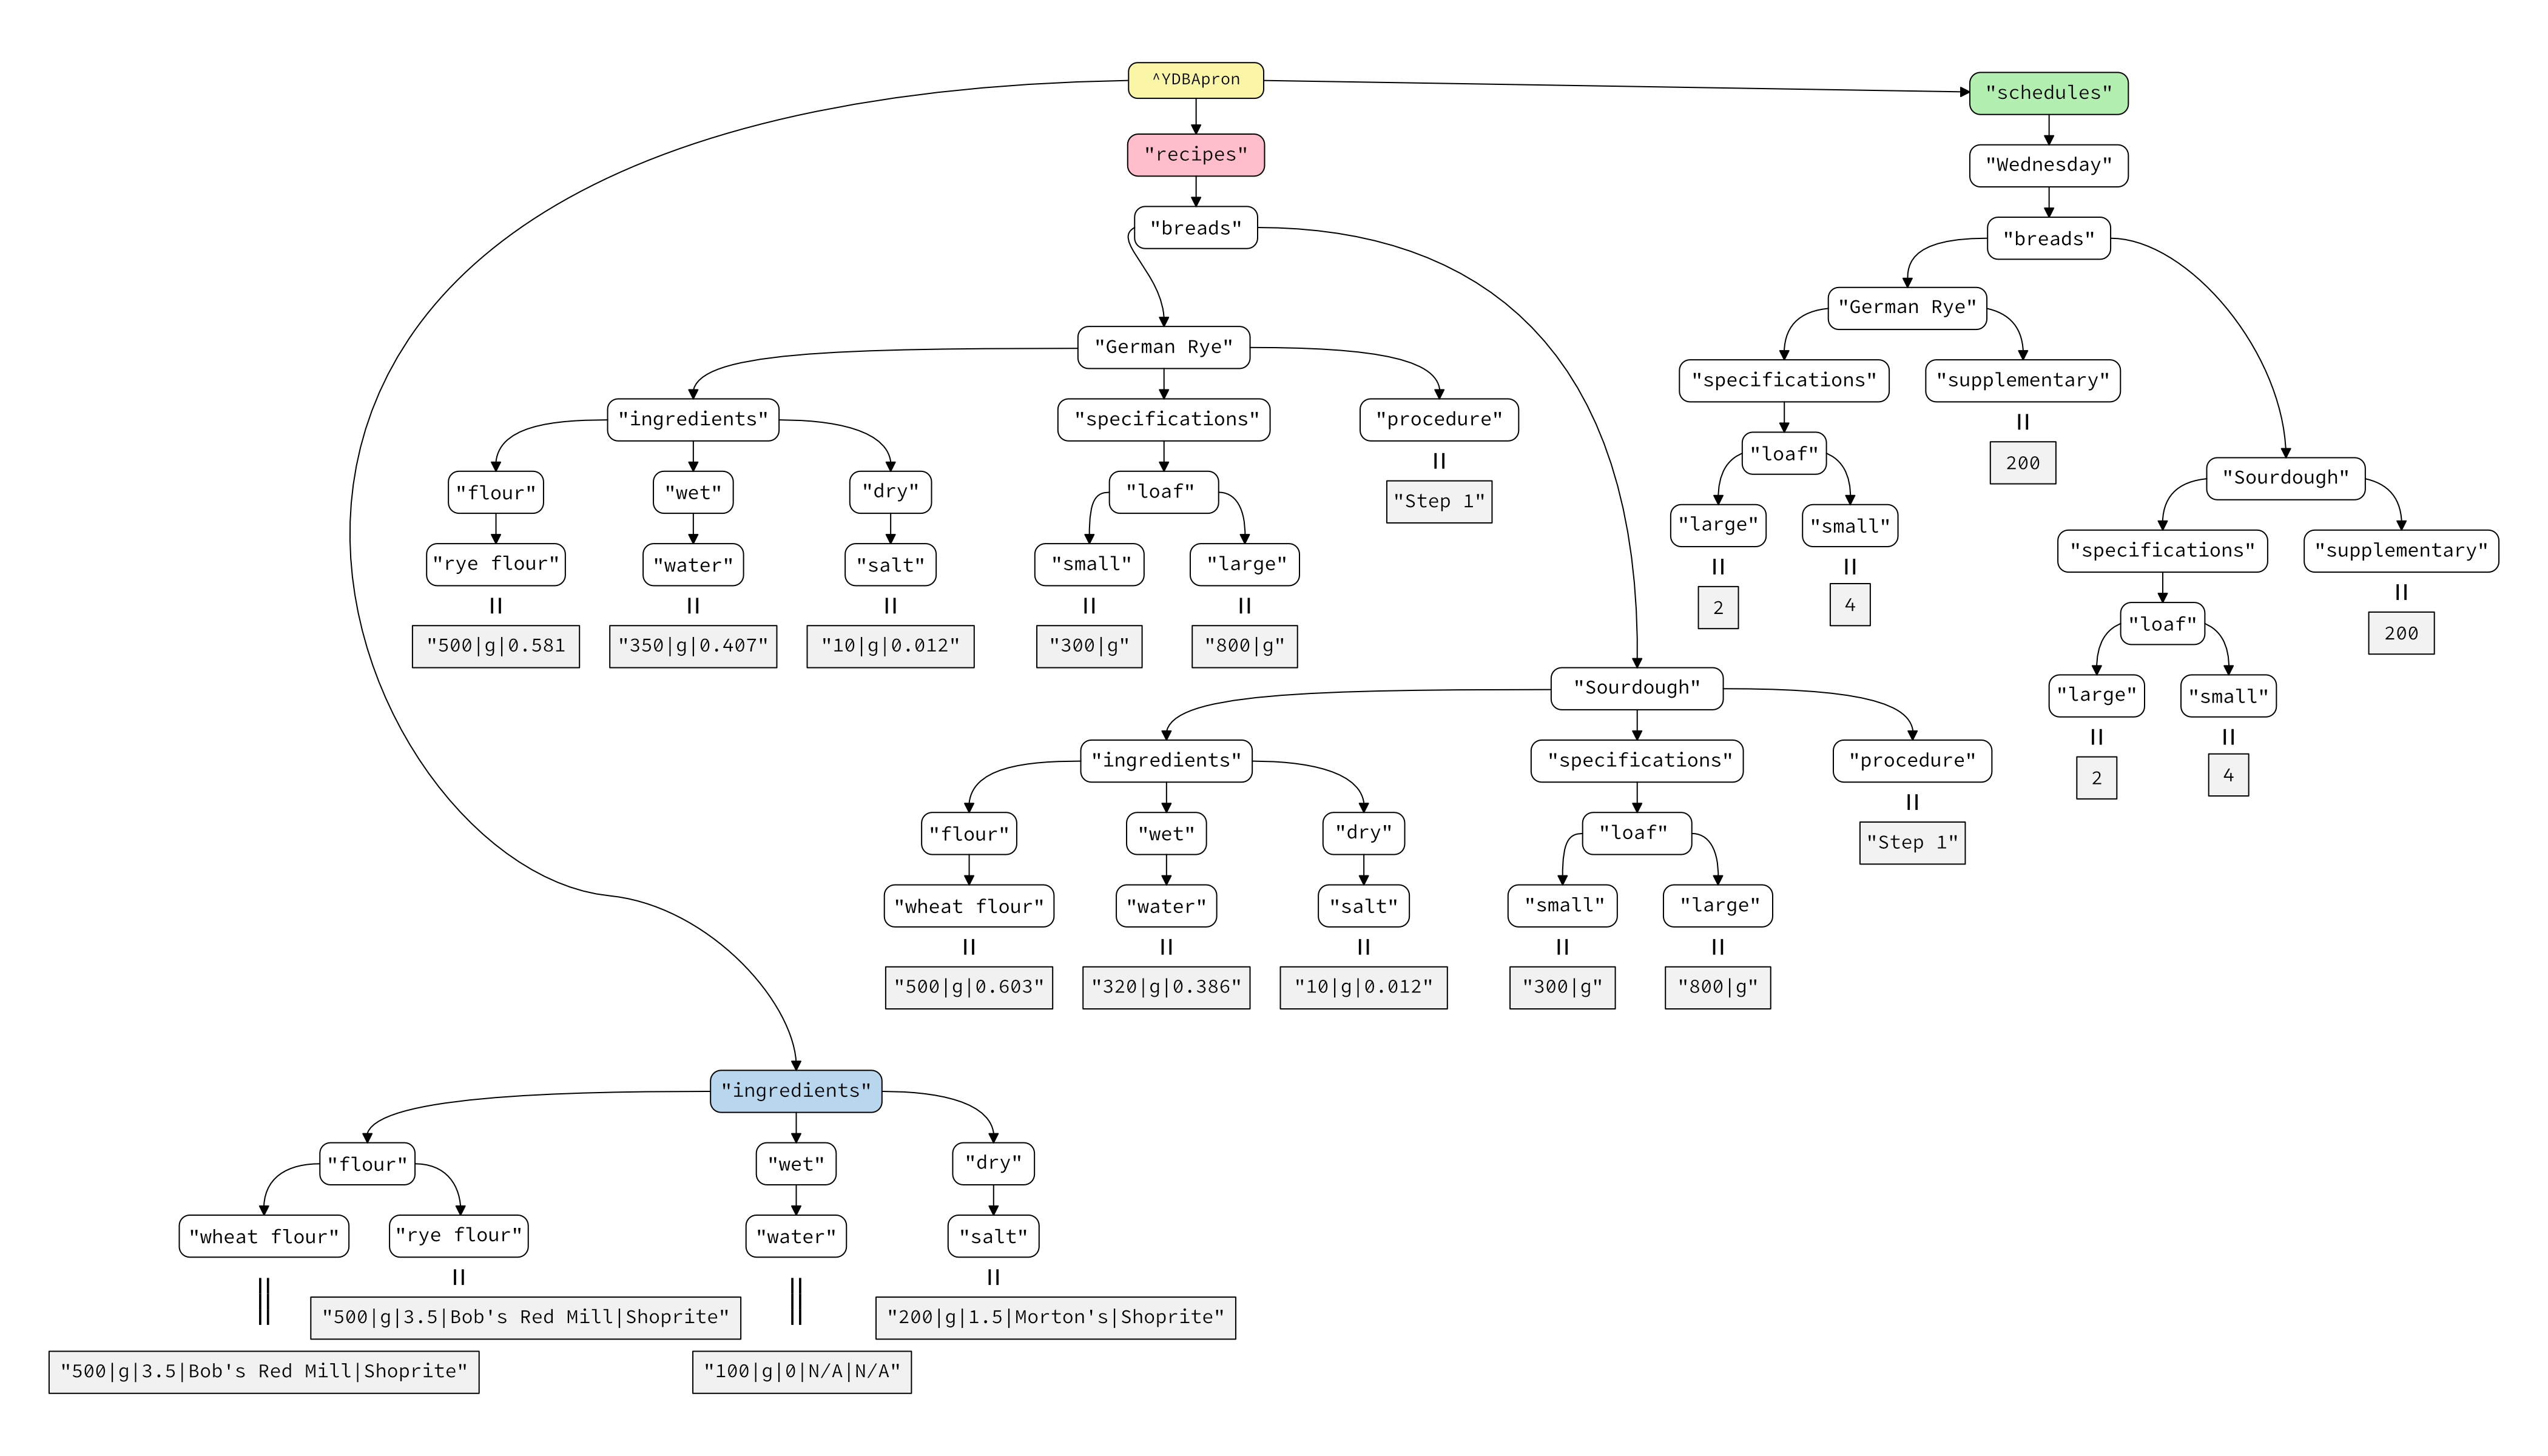 ^YDBApron
"schedules"
"recipes"
"Wednesday"
"breads"
"breads"
"German Rye"
"German Rye"
"specifications"
"supplementary"
"ingredients"
"specifications"
"procedure"
=
200
"loaf"
"flour"
"wet"
"dry"
"loaf"
=
"Step 1"
"large"
"small"
"Sourdough"
"rye flour"
"water"
"salt"
"small"
"large"
=
2
=
4
"specifications"
"supplementary"
=
"500|g|0.581
=
"350|g|0.407"
=
"10|g|0.012"
=
"300|g"
=
"800|g"
"loaf"
=
200
"large"
"small"
=
2
=
4
"Sourdough"
"ingredients"
"specifications"
"procedure"
"flour"
"wet"
"dry"
"loaf"
=
"Step 1"
"wheat flour"
"water"
"salt"
"small"
"large"
=
"500|g|0.603"
=
"320|g|0.386"
=
"10|g|0.012"
=
"300|g"
=
"800|g"
"ingredients"
"flour"
"wet"
"dry"
"wheat flour"
"rye flour"
"water"
"salt"
=
"500|g|3.5|Bob's Red Mill|Shoprite"
=
"200|g|1.5|Morton's|Shoprite"
=
"500|g|3.5|Bob's Red Mill|Shoprite"
=
"100|g|0|N/A|N/A"